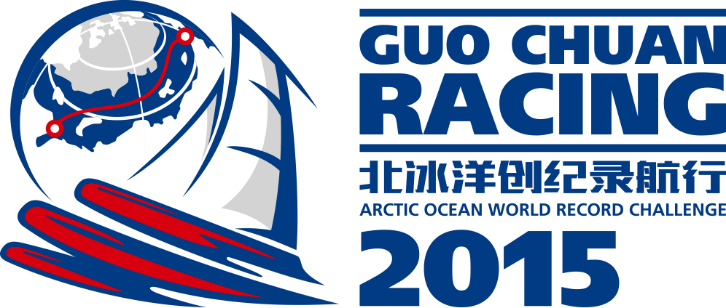 GUO CHUAN
RACING
北冰洋创纪录航行
ARCTIC OCEAN WORLD RECORD CHALLENGE
2015